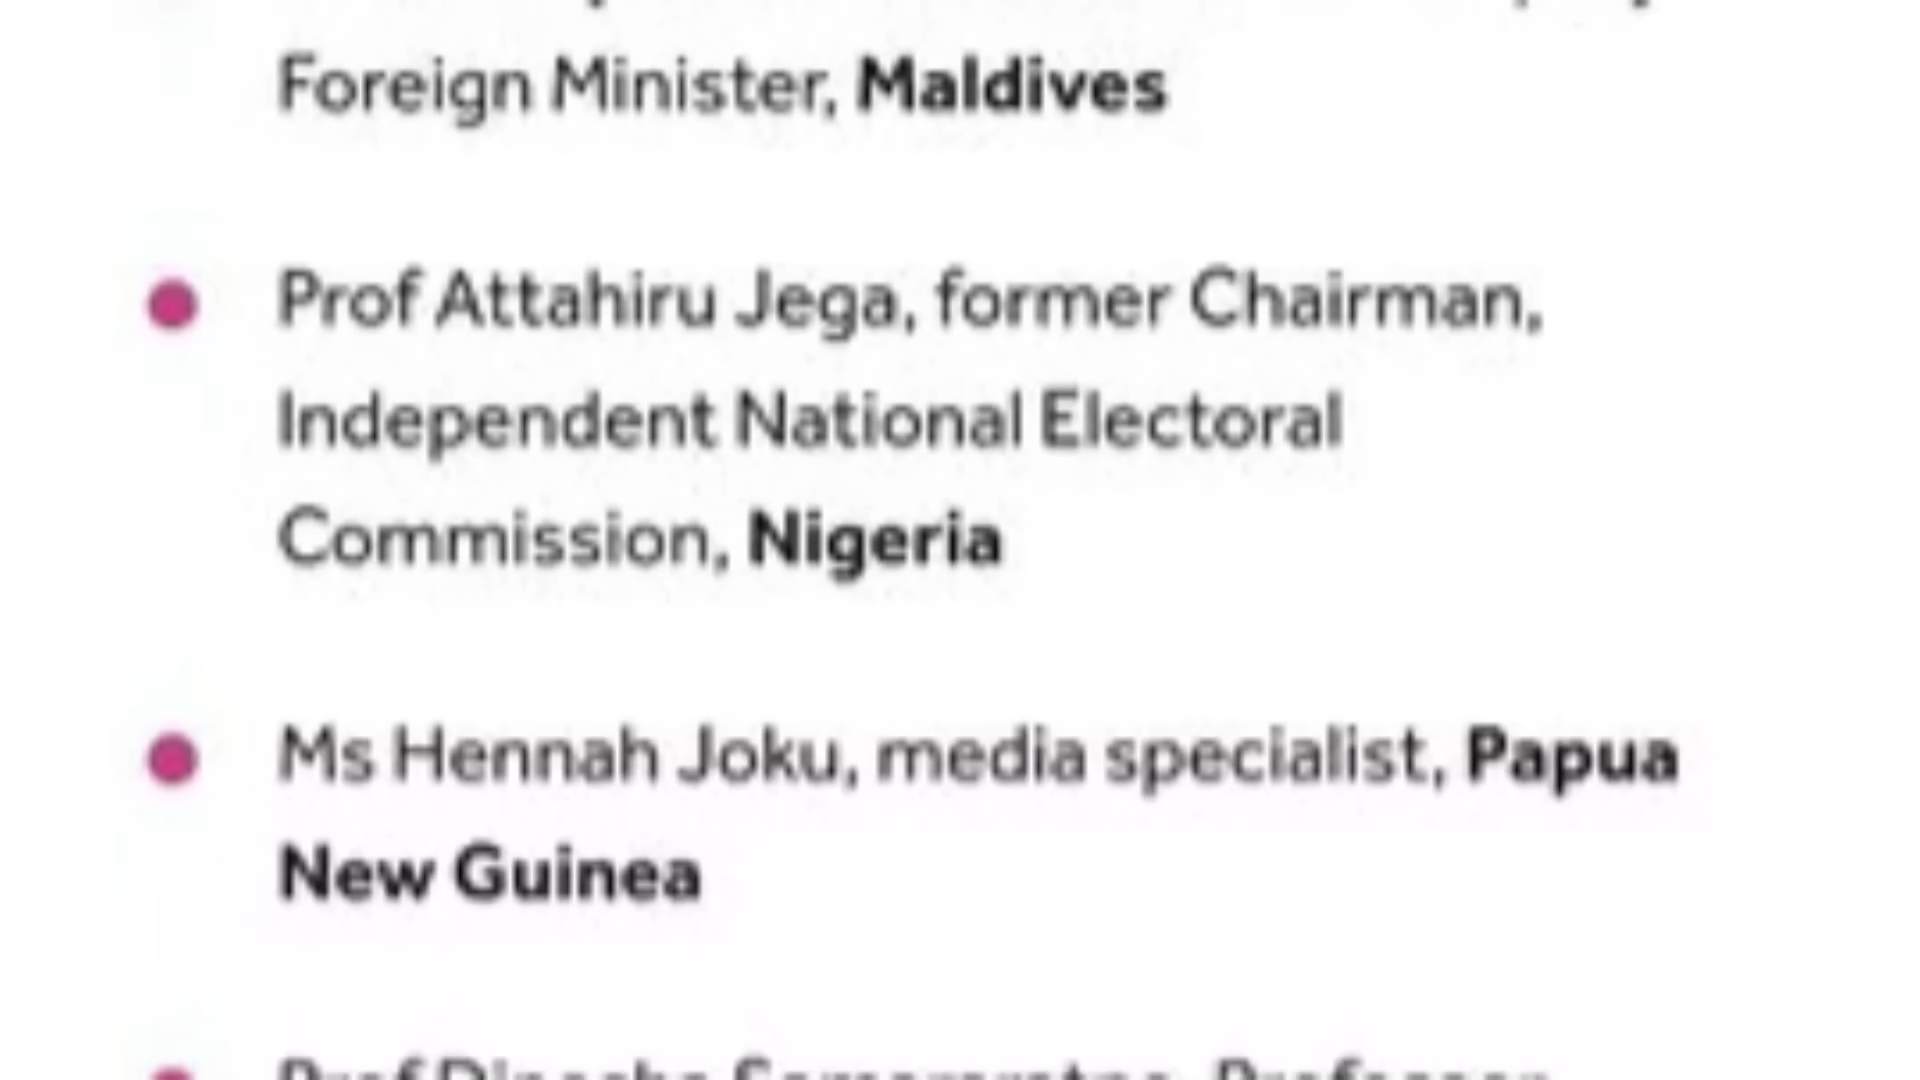 Foreign Minister, Maldives
Prof Attahiru Jega, former Chairman,
Independent National Electoral
Commission, Nigeria
Ms Hennah Joku, media specialist, Papua
New Guinea